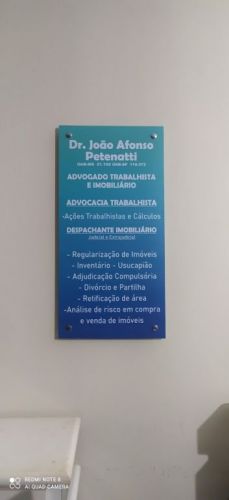 Dr. João Afonso
Petenatti
ADVOGADO TRABALHISTA
E IMOBILIÁRIO
ADVOCACIA TRABALHISTA
-Ações Trabalhistas e Cálculos
DESPACHANTE IMOBILIÁRIO
Judicial e Extrajudicial
- Regularização de Imóveis
- Inventário - Usucapião
- Adjudicação Compulsória
- Divórcio e Partilha
- Retificação de área
-Análise de risco em compra
e venda de imóveis
REDMI NOTE 8
AI QUAD CAMERA